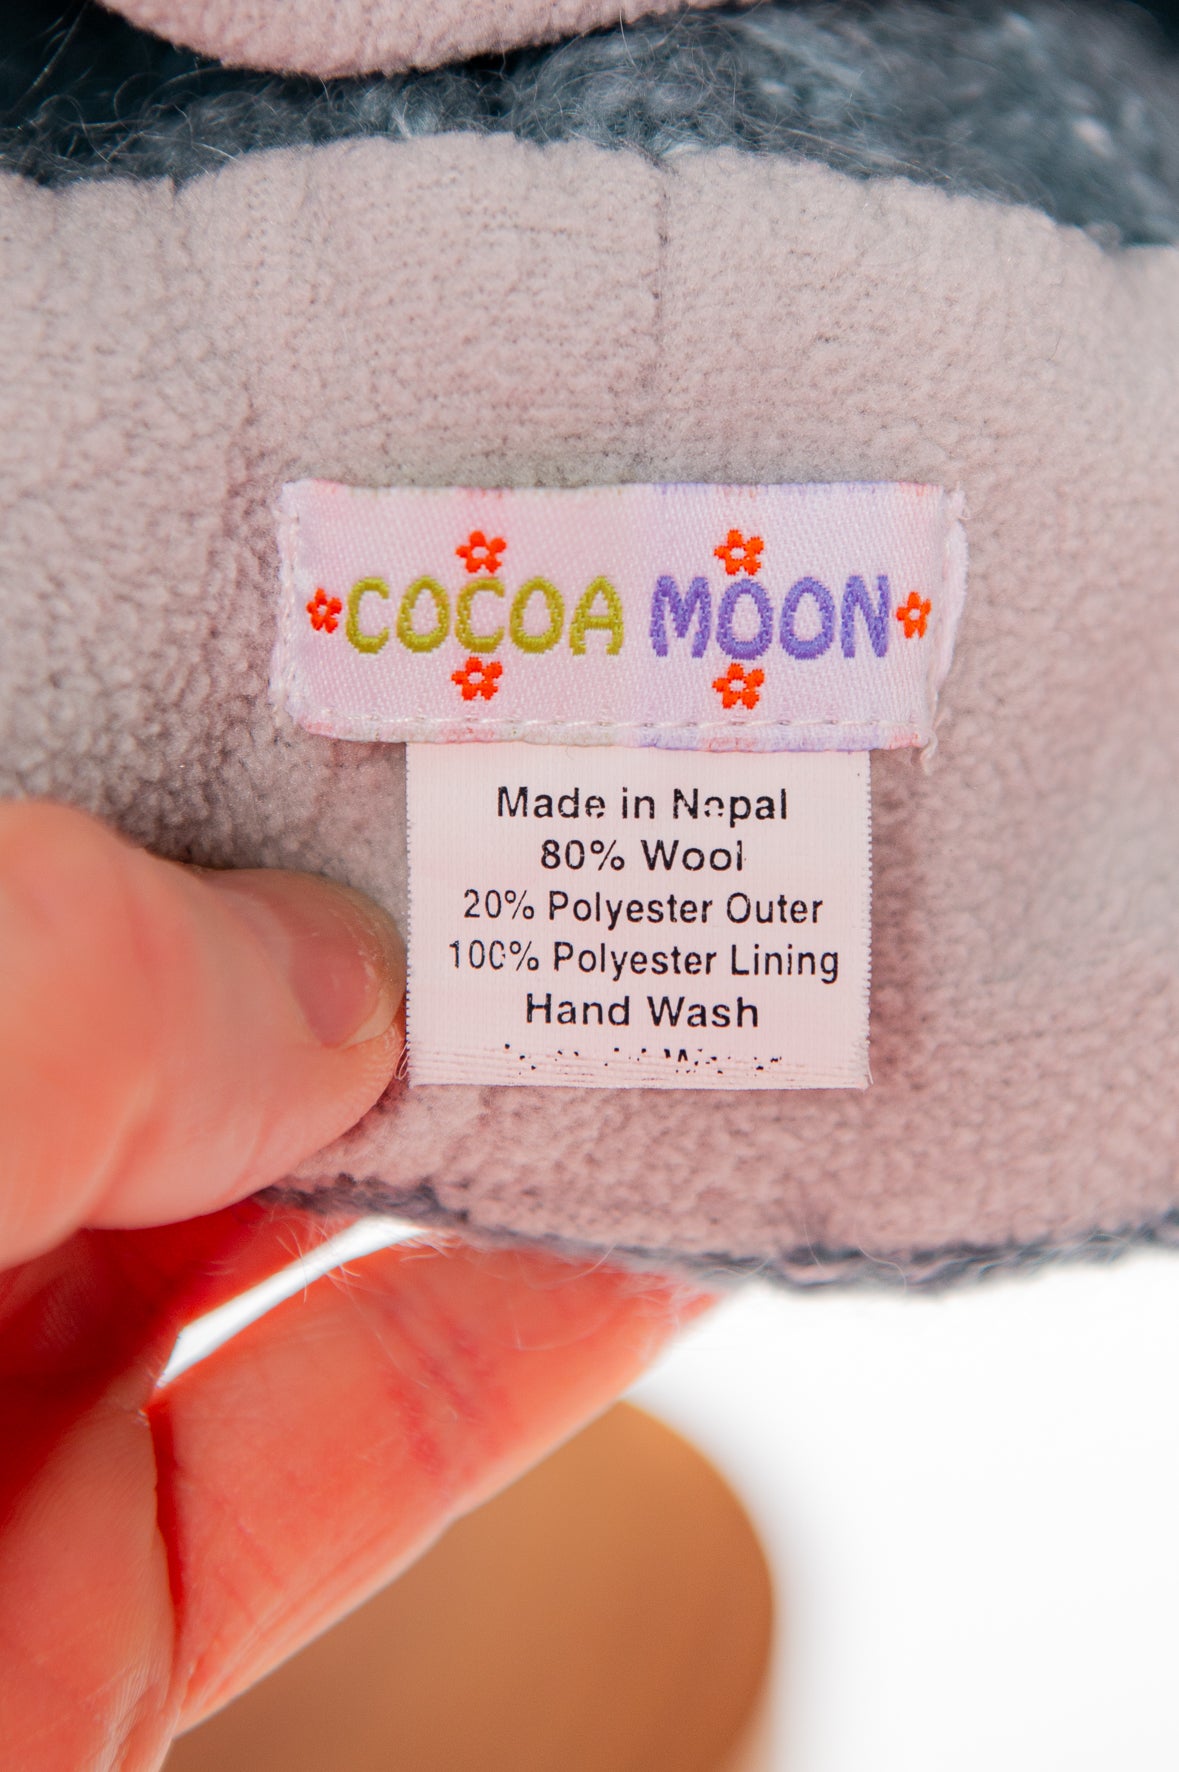 COCOA MOON
Made in Nepal
80% Wool
20% Polyester Outer
100% Polyester Lining
Hand Wash